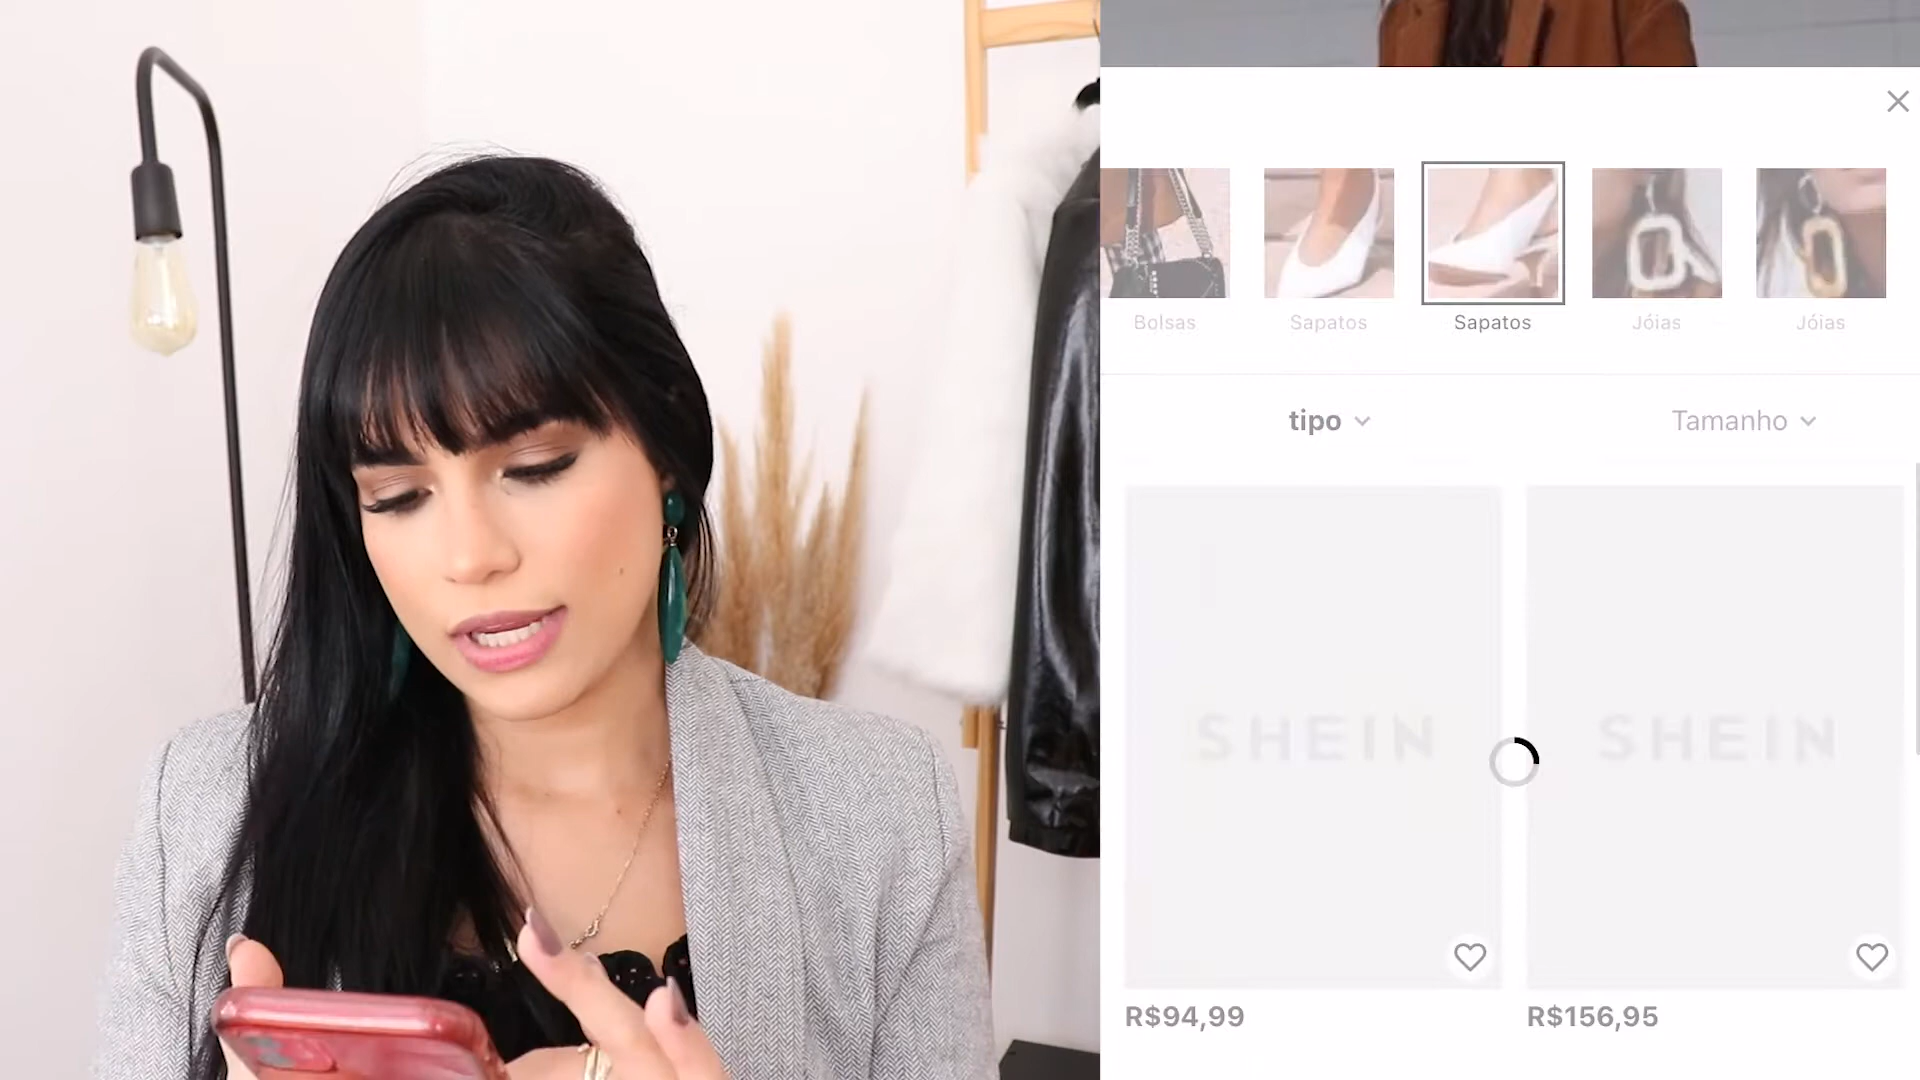 Bolsas Sapatos Sapatos Jóias Jóias
tipo Tamanho
SHEIN SHEIN
R$94,99 R$156,95